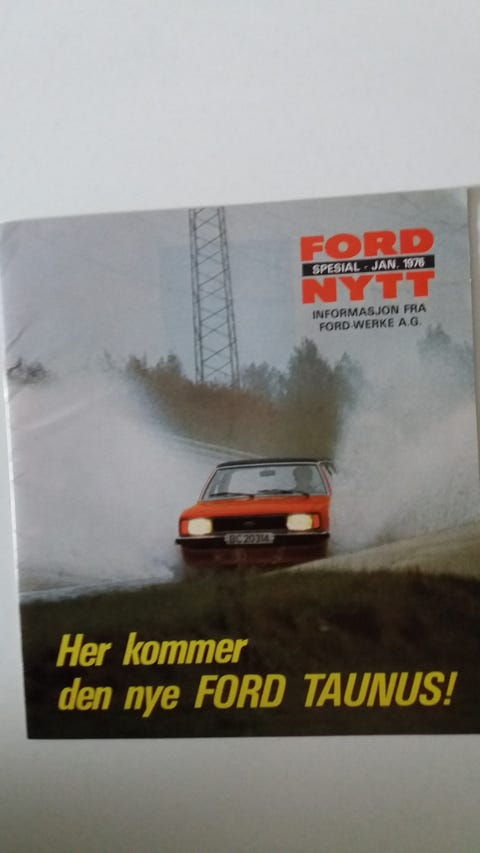 FORD
SPESIAL - JAN. 1976
NYTT
INFORMASJON FRA
FORD-WERKE A.G.
BC 20314
Her kommer
den nye FORD TAUNUS!